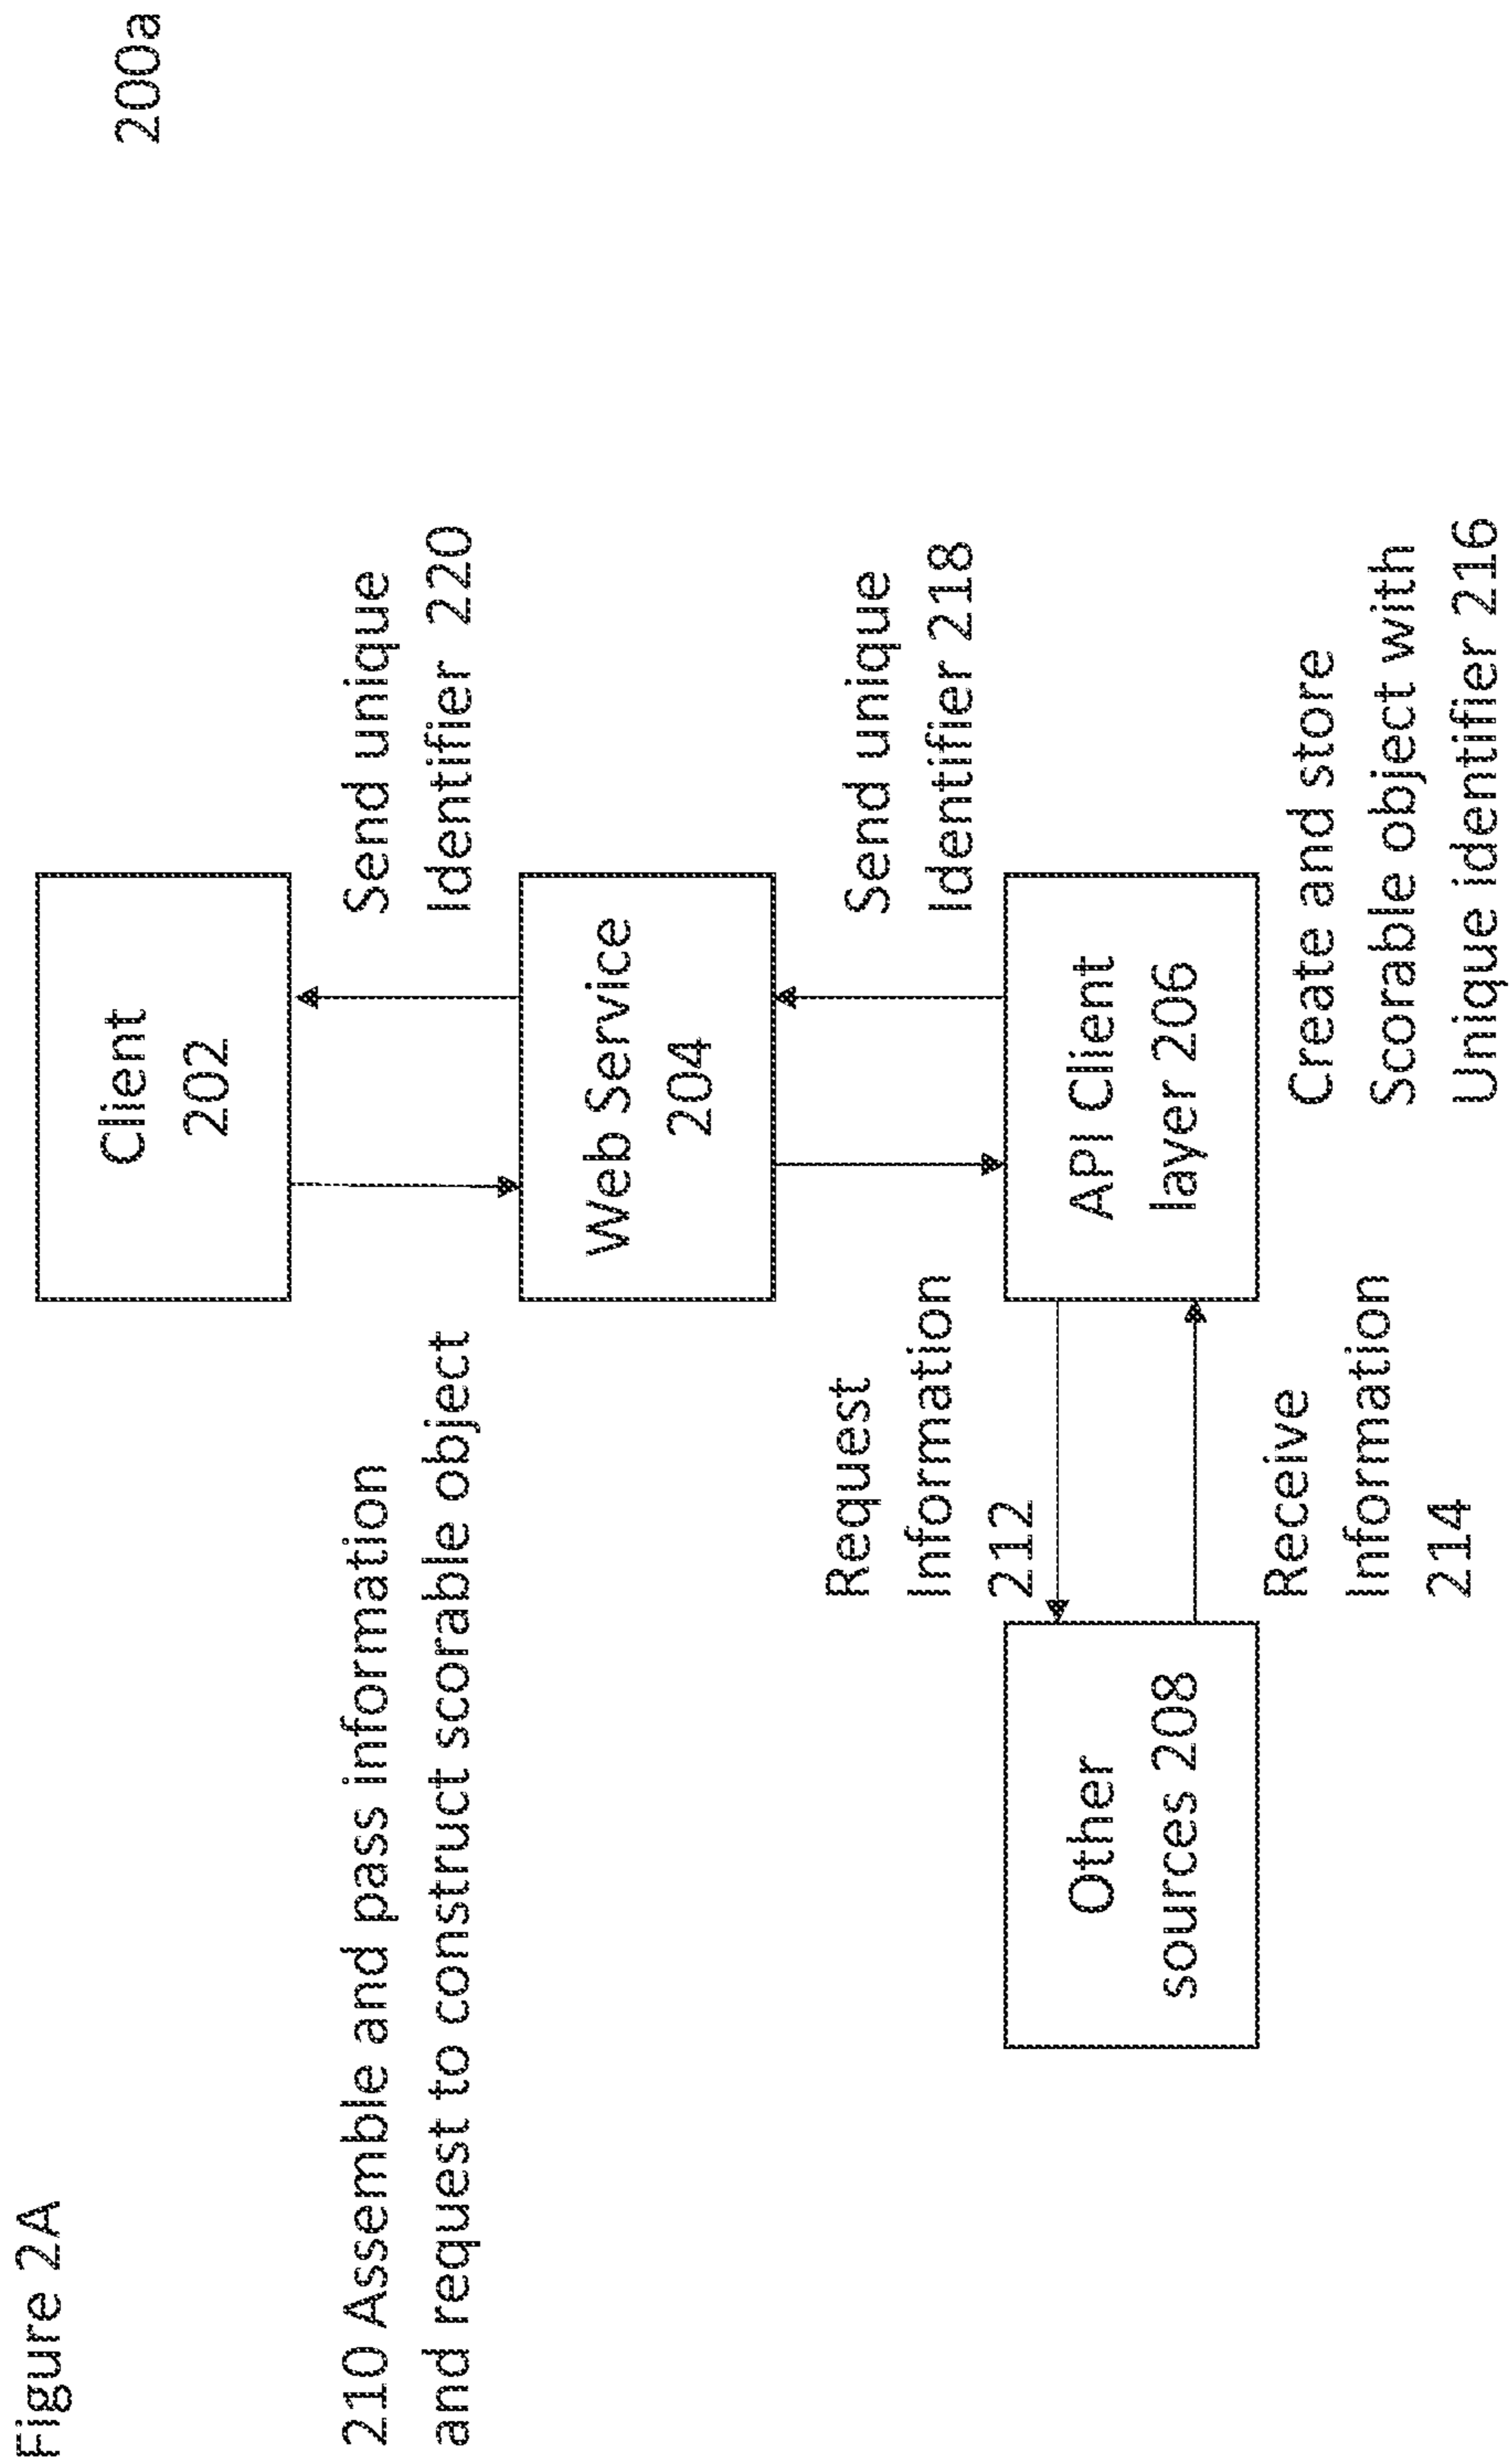 Figure 2A
200a
Client
202
210 Assemble and pass information
and request to construct scorable object
Send unique
Identifier 220
Web Service
204
Request
Information
212
Send unique
Identifier 218
Other
sources 208
API Client
layer 206
Receive
Information
214
Create and store
Scorable object with
Unique identifier 216